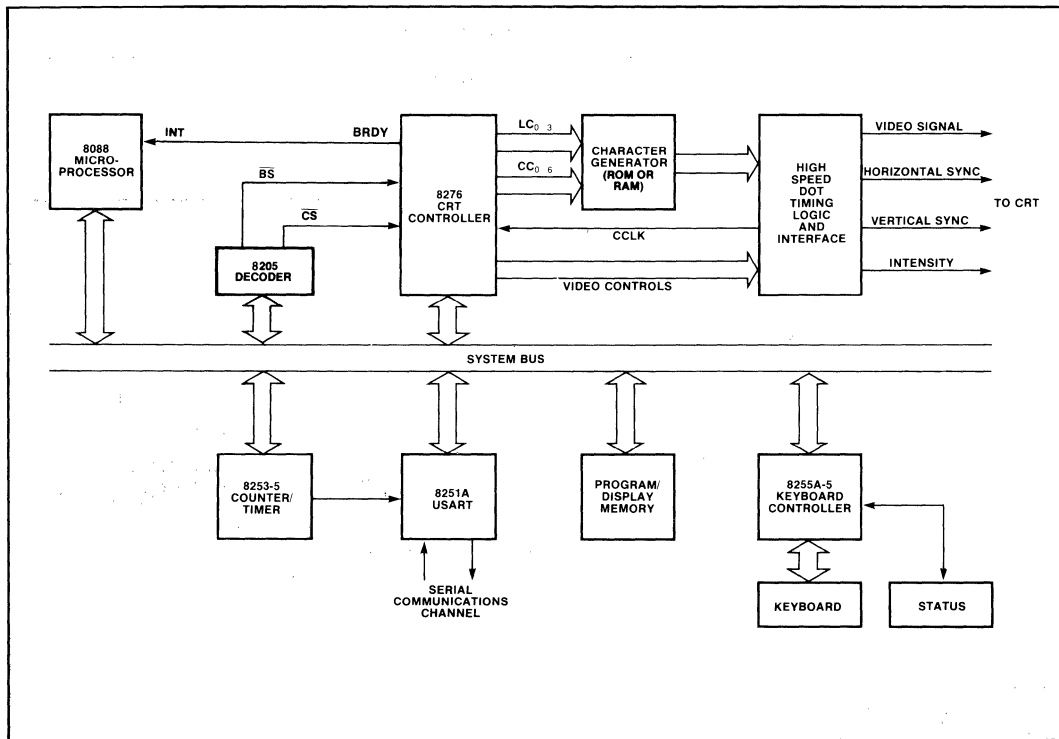 8088
MICRO-
PROCESSOR
INT
BRDY
B̅S̅
C̅S̅
8205
DECODER
8276
CRT
CONTROLLER
LC₀ ₃
CC₀ ₆
CHARACTER
GENERATOR
(ROM OR
RAM)
CCLK
VIDEO CONTROLS
HIGH
SPEED
DOT
TIMING
LOGIC
AND
INTERFACE
VIDEO SIGNAL
HORIZONTAL SYNC
TO CRT
VERTICAL SYNC
INTENSITY
SYSTEM BUS
8253-5
COUNTER/
TIMER
8251A
USART
SERIAL
COMMUNICATIONS
CHANNEL
PROGRAM/
DISPLAY
MEMORY
8255A-5
KEYBOARD
CONTROLLER
KEYBOARD
STATUS